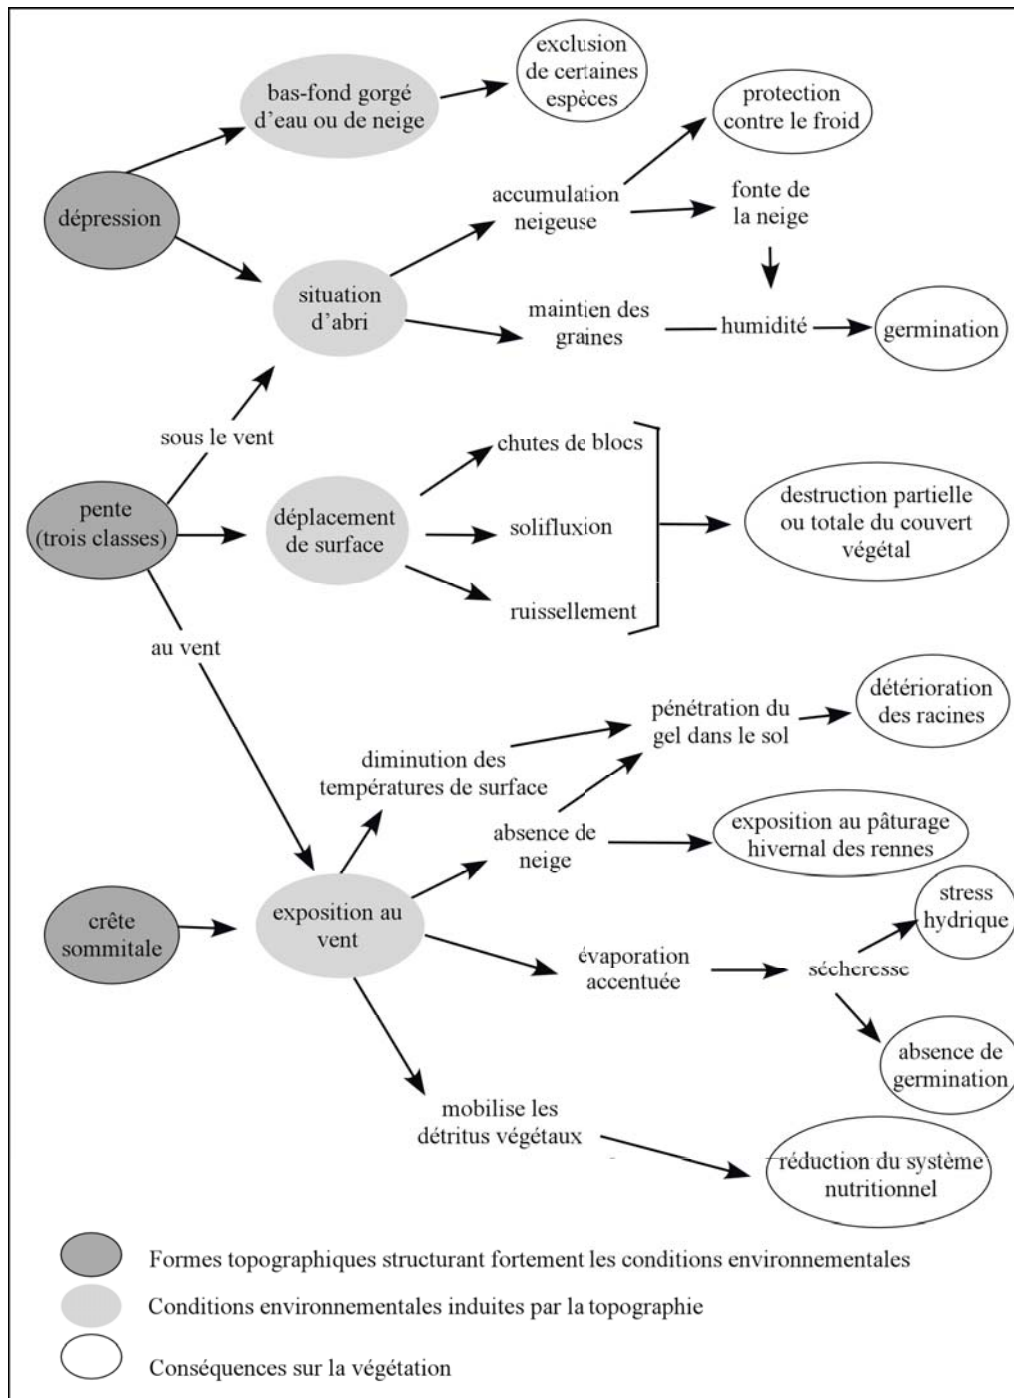 exclusion
de certaines
espèces
bas-fond gorgé
d'eau ou de neige
protection
contre le froid
dépression
accumulation
neigeuse
fonte de
la neige
situation
d'abri
maintien des
graines
humidité
germination
sous le vent
chutes de blocs
pente
(trois classes)
déplacement
de surface
solifluxion
destruction partielle
ou totale du couvert
végétal
ruissellement
au vent
pénétration du
gel dans le sol
détérioration
des racines
diminution des
températures de surface
absence de
neige
exposition au pâturage
hivernal des rennes
crête
sommitale
exposition au
vent
stress
hydrique
évaporation
accentuée
sécheresse
absence de
germination
mobilise les
détritus végétaux
réduction du système
nutritionnel
Formes topographiques structurant fortement les conditions environnementales
Conditions environnementales induites par la topographie
Conséquences sur la végétation